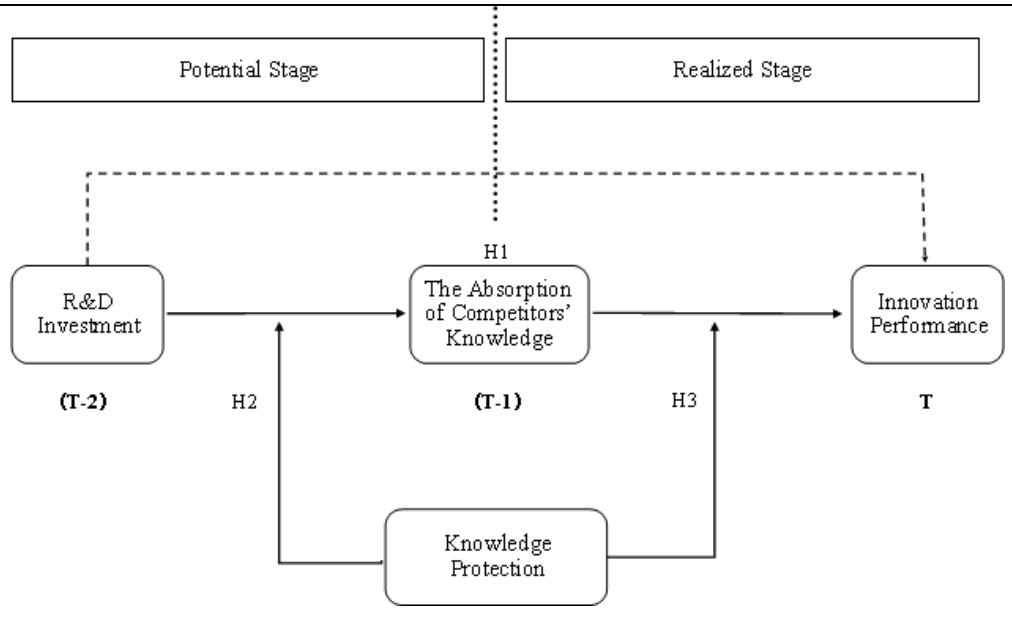 Potential Stage
Realized Stage
H1
R&D
Investment
The Absorption
of Competitors’
Knowledge
Innovation
Performance
(T-2)
H2
(T-1)
H3
T
Knowledge
Protection